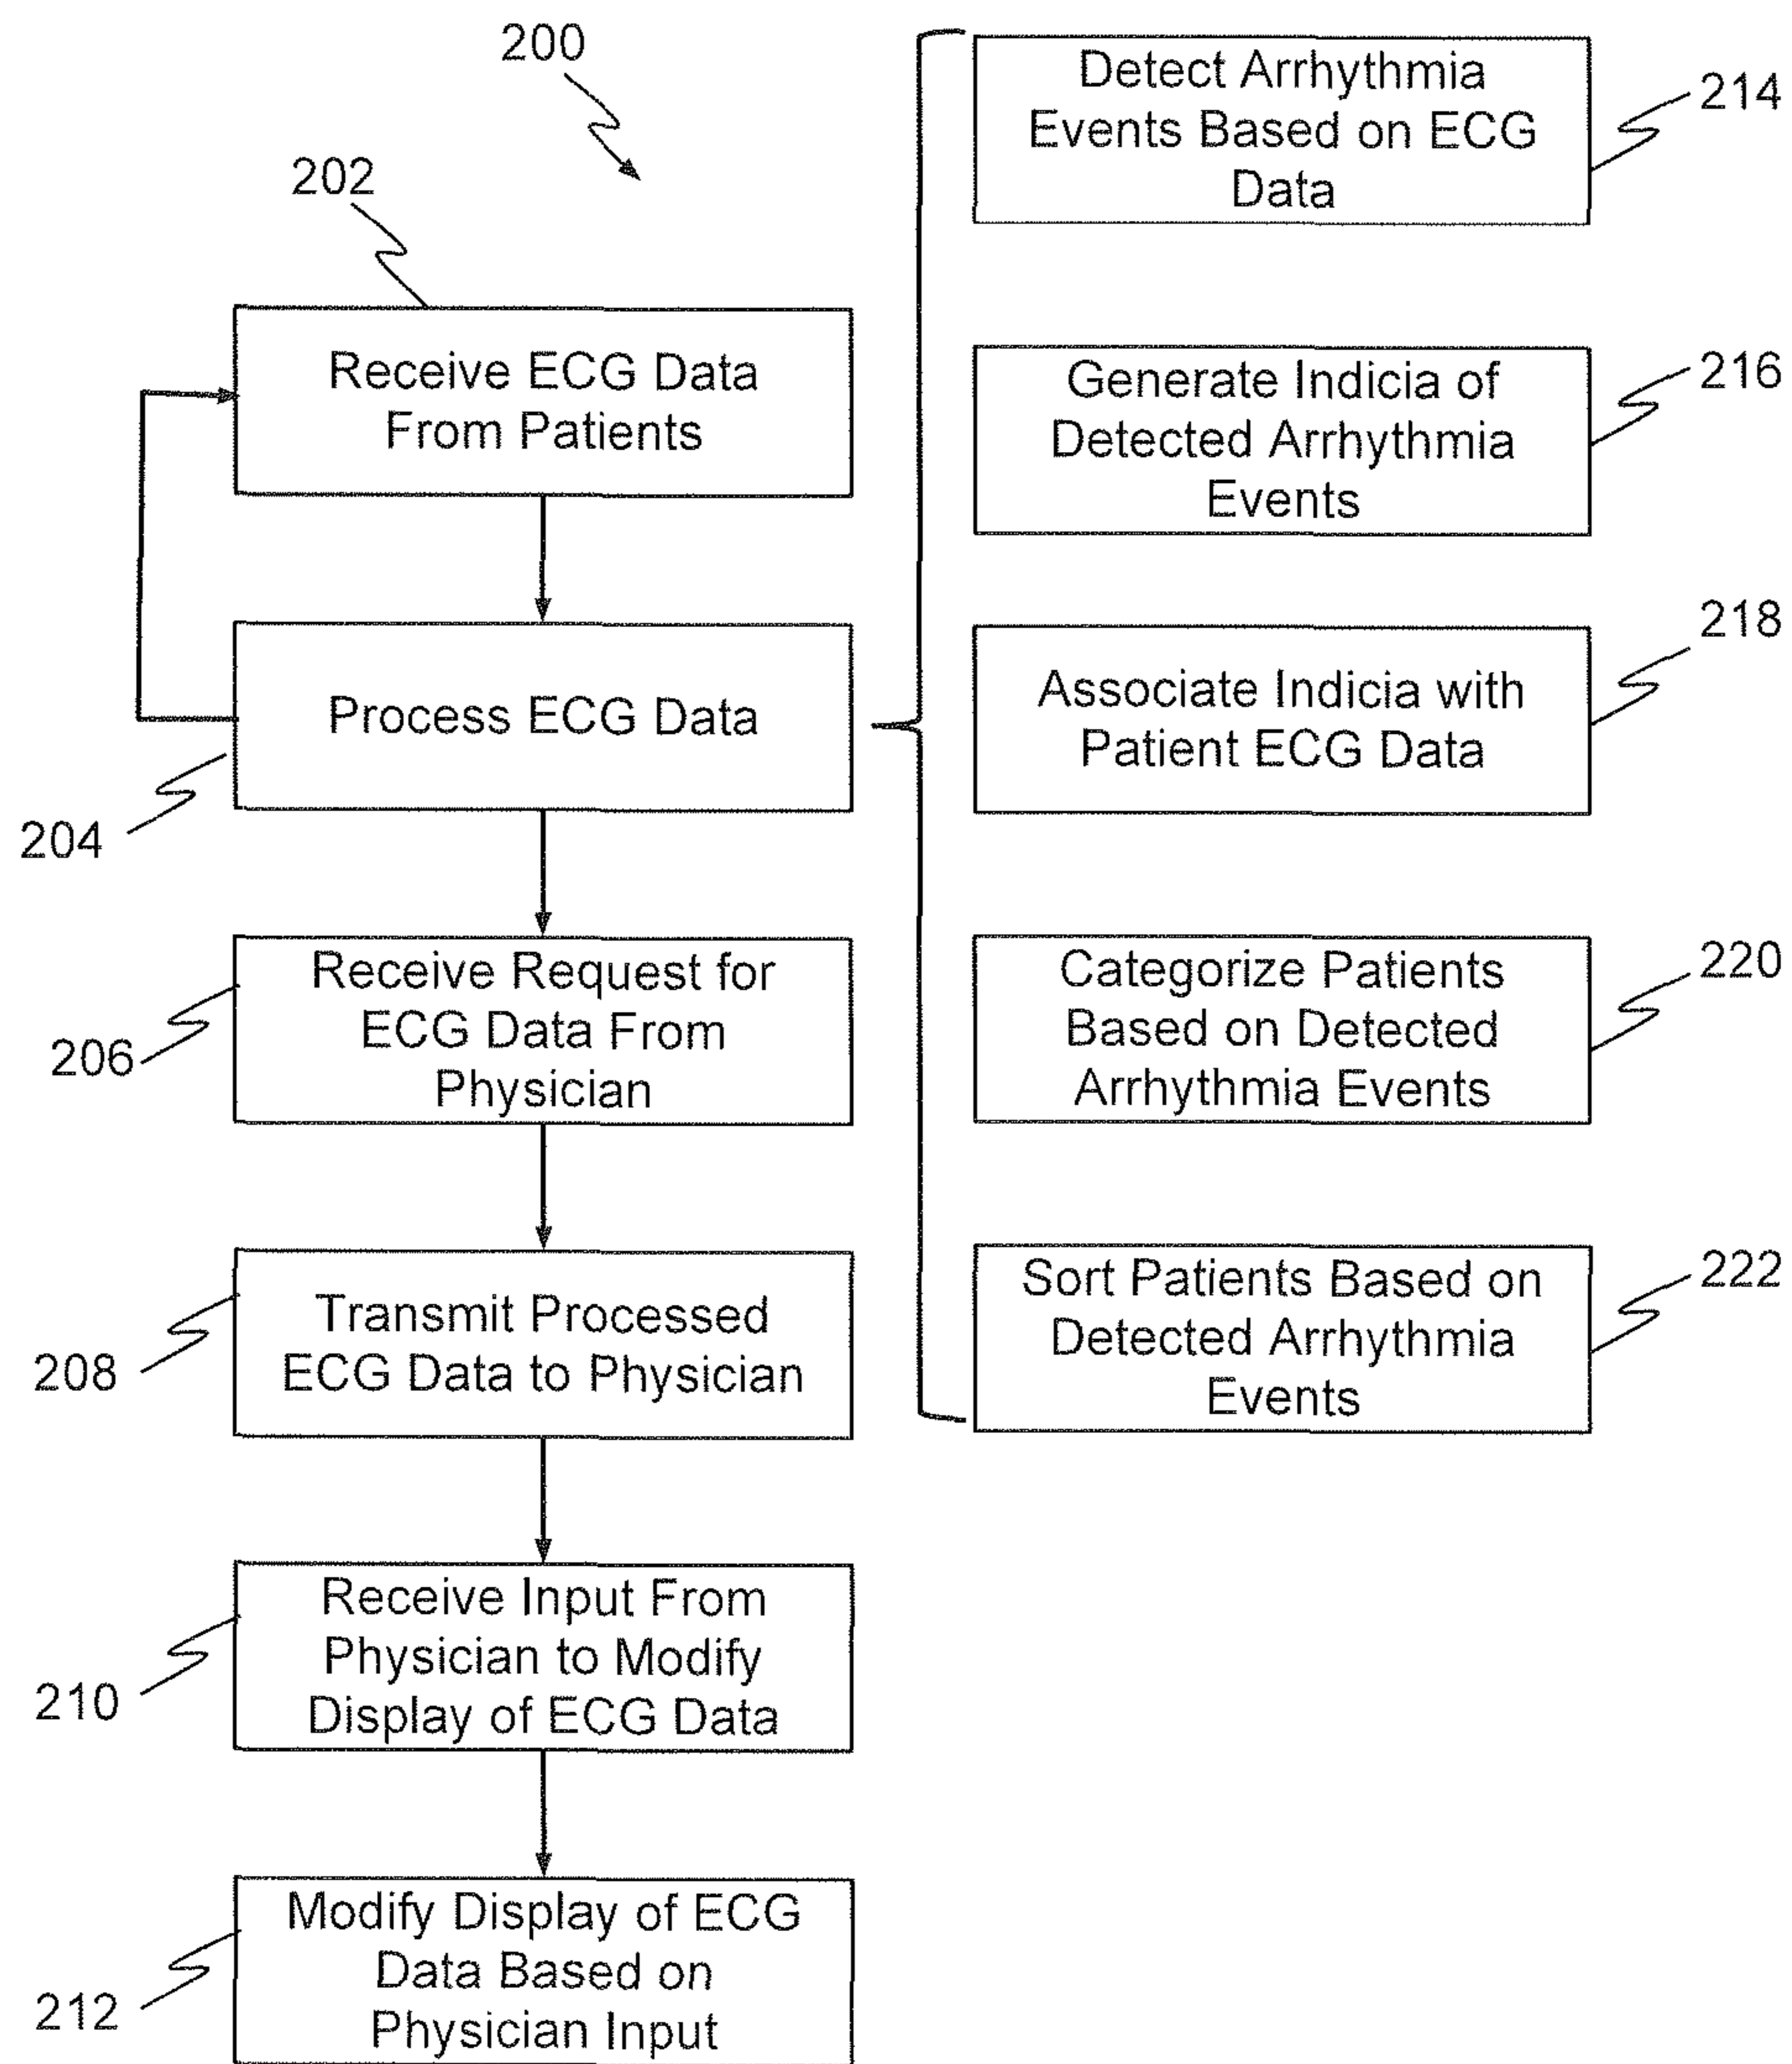 200
202
Receive ECG Data
From Patients
Process ECG Data
204
Receive Request for
ECG Data From
Physician
206
Transmit Processed
ECG Data to Physician
208
Receive Input From
Physician to Modify
Display of ECG Data
210
Modify Display of ECG
Data Based on
Physician Input
212
Detect Arrhythmia
Events Based on ECG
Data
214
Generate Indicia of
Detected Arrhythmia
Events
216
Associate Indicia with
Patient ECG Data
218
Categorize Patients
Based on Detected
Arrhythmia Events
220
Sort Patients Based on
Detected Arrhythmia
Events
222